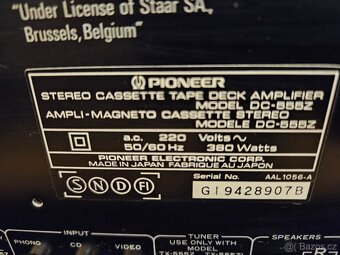 "Under License of Staar SA.,
Brussels, Belgium"
PIONEER
STEREO CASSETTE TAPE DECK AMPLIFIER
MODEL DC-555Z
AMPLI-MAGNETO CASSETTE STEREO
MODELE DC-555Z
a.c. 220 Volts~
50/60 Hz 380 Watts
PIONEER ELECTRONIC CORP.
MADE IN JAPAN FABRIQUE AU JAPON
S N D FI
Serial No. AAL1056-A
GI9428907B
INPUT
PHONO CD VIDEO
TUNER
USE ONLY WITH
MODEL
SPEAKERS